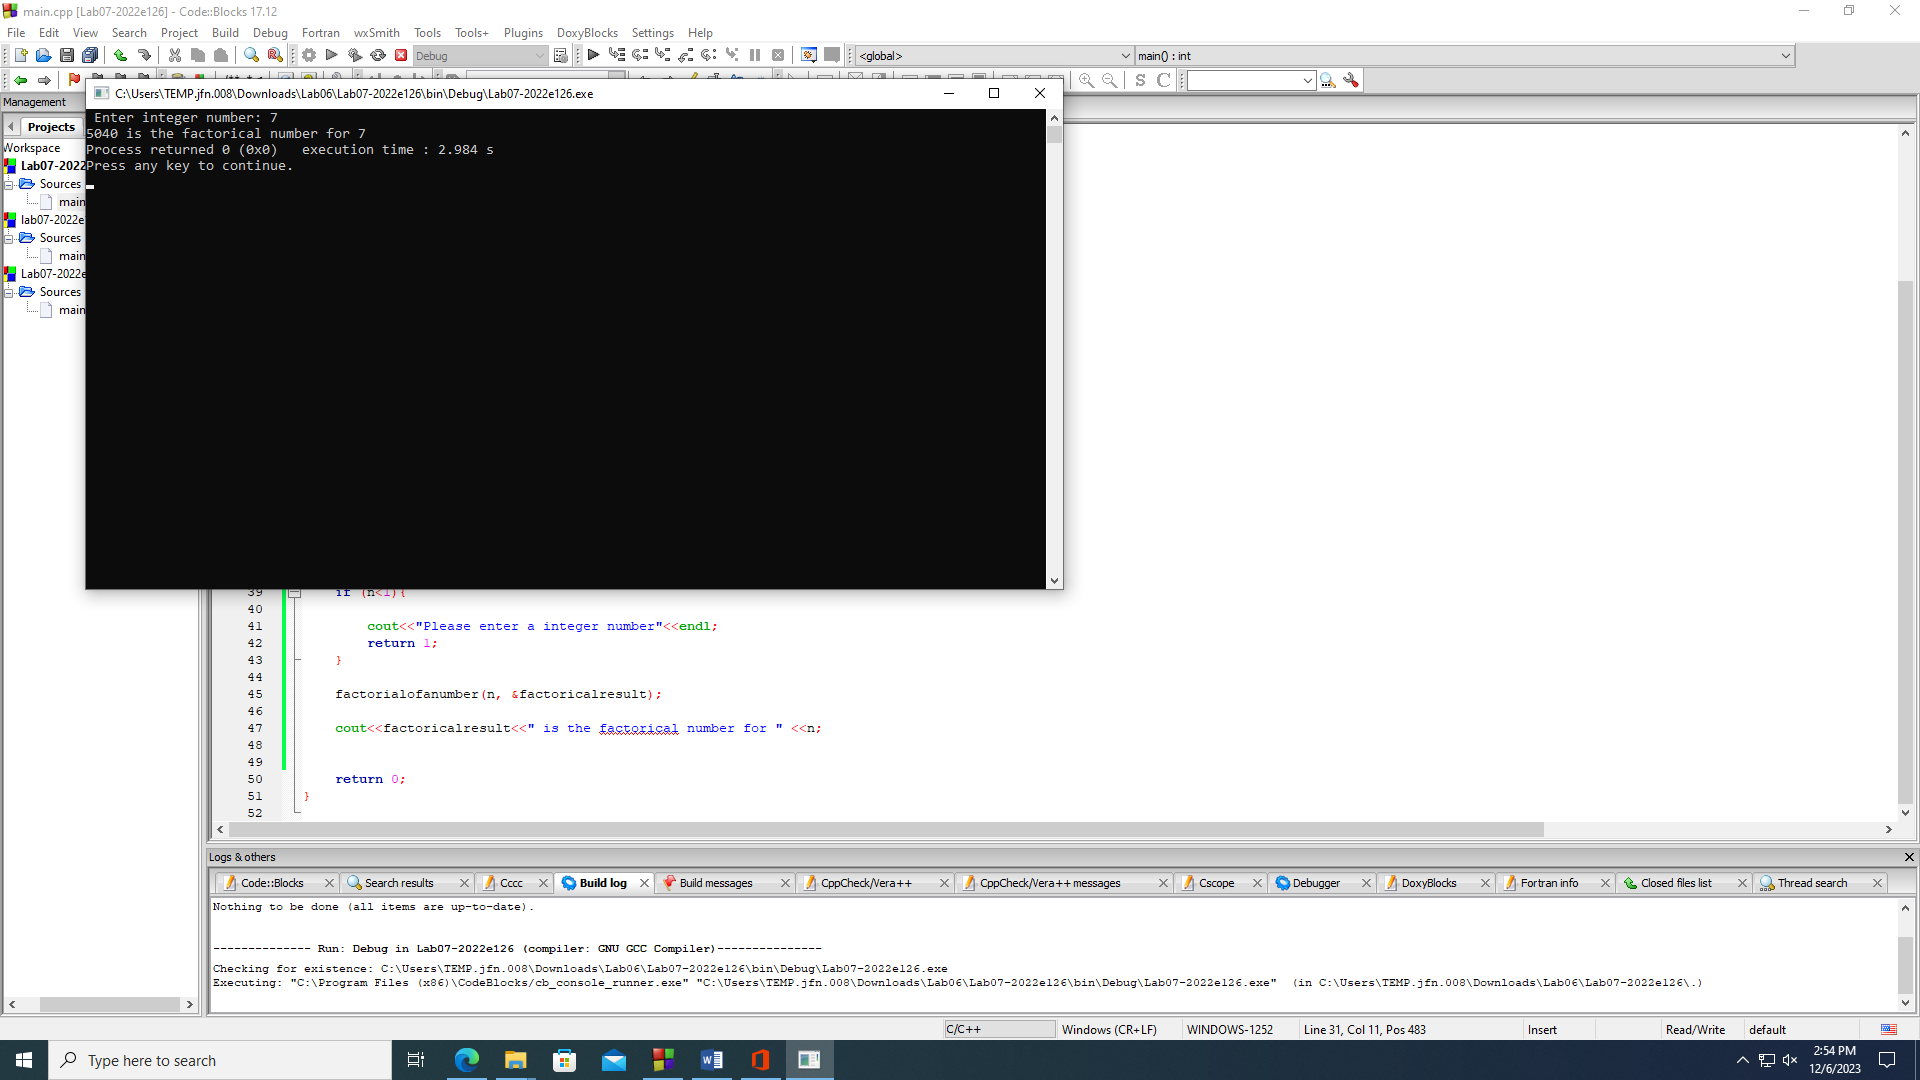 main.cpp [Lab07-2022e126] - Code::Blocks 17.12
File Edit View Search Project Build Debug Fortran wxSmith Tools Tools+ Plugins DoxyBlocks Settings Help
Debug
<global>
main() : int
S C
Management
Projects
Workspace
Lab07-2022
Sources
main
lab07-2022e
Sources
main
Lab07-2022e
Sources
main
C:\Users\TEMP.jfn.008\Downloads\Lab06\Lab07-2022e126\bin\Debug\Lab07-2022e126.exe
Enter integer number: 7
5040 is the factorical number for 7
Process returned 0 (0x0)   execution time : 2.984 s
Press any key to continue.
39 if (n<1){
40
41 cout<<"Please enter a integer number"<<endl;
42 return 1;
43 }
44
45 factorialofanumber(n, &factoricalresult);
46
47 cout<<factoricalresult<<" is the factorical number for " <<n;
48
49
50 return 0;
51 }
52
Logs & others
Code::Blocks Search results Cccc Build log Build messages CppCheck/Vera++ CppCheck/Vera++ messages Cscope Debugger DoxyBlocks Fortran info Closed files list Thread search
Nothing to be done (all items are up-to-date).
-------------- Run: Debug in Lab07-2022e126 (compiler: GNU GCC Compiler)---------------
Checking for existence: C:\Users\TEMP.jfn.008\Downloads\Lab06\Lab07-2022e126\bin\Debug\Lab07-2022e126.exe
Executing: "C:\Program Files (x86)\CodeBlocks/cb_console_runner.exe" "C:\Users\TEMP.jfn.008\Downloads\Lab06\Lab07-2022e126\bin\Debug\Lab07-2022e126.exe"  (in C:\Users\TEMP.jfn.008\Downloads\Lab06\Lab07-2022e126\.)
C/C++ Windows (CR+LF) WINDOWS-1252 Line 31, Col 11, Pos 483 Insert Read/Write default
Type here to search
2:54 PM
12/6/2023